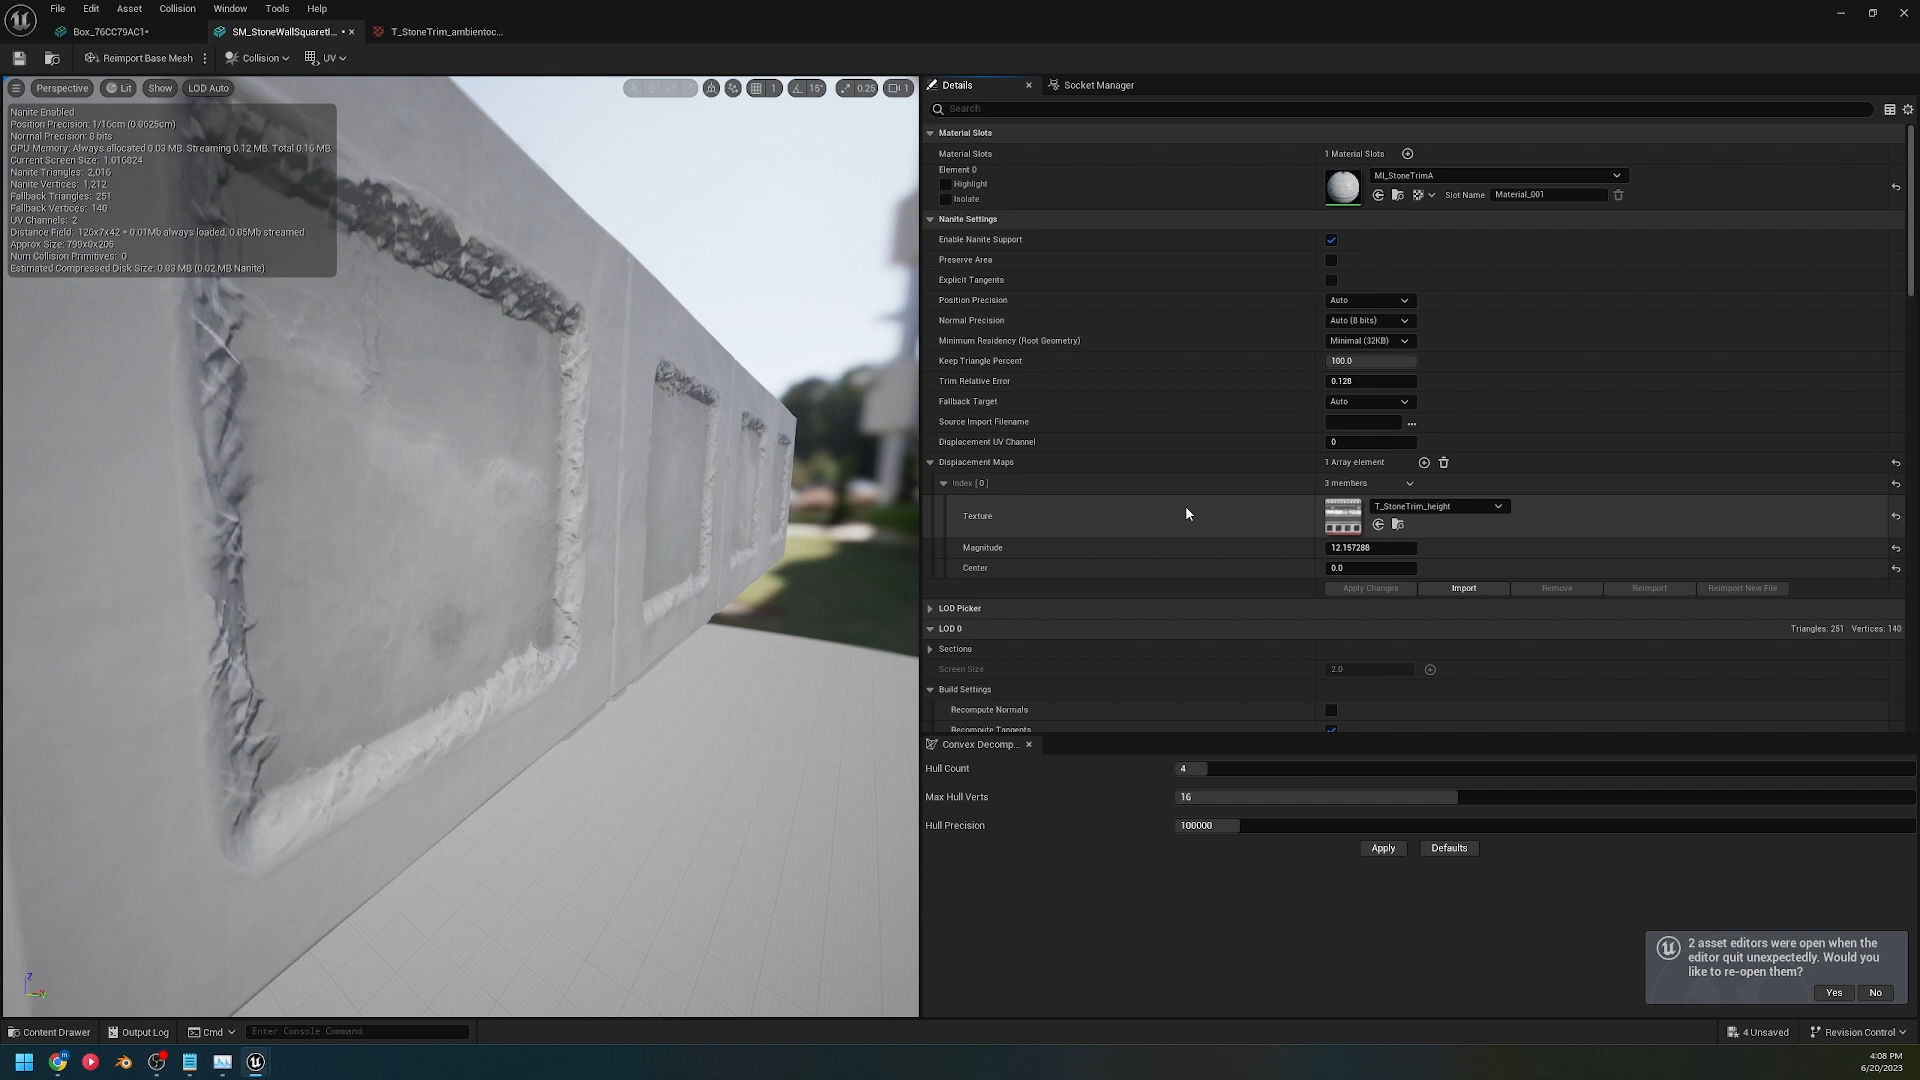 File Edit Asset Collision Window Tools Help
Box_76CC79AC1*
SM_StoneWallSquaretl... •
T_StoneTrim_ambientoc...
Reimport Base Mesh
Collision
UV
Perspective
Lit
Show
LOD Auto
1
15°
0.25
1
Nanite Enabled
Position Precision: 1/16cm (0.0625cm)
Normal Precision: 8 bits
GPU Memory: Always allocated 0.03 MB. Streaming 0.12 MB. Total 0.16 MB.
Current Screen Size: 1.016824
Nanite Triangles: 2,016
Nanite Vertices: 1,212
Fallback Triangles: 251
Fallback Vertices: 140
UV Channels: 2
Distance Field: 126x7x42 = 0.01Mb always loaded, 0.05Mb streamed
Approx Size: 799x0x206
Num Collision Primitives: 0
Estimated Compressed Disk Size: 0.03 MB (0.02 MB Nanite)
Z
Details
Socket Manager
Search
Material Slots
Material Slots
1 Material Slots
Element 0
Highlight
Isolate
MI_StoneTrimA
Slot Name
Material_001
Nanite Settings
Enable Nanite Support
Preserve Area
Explicit Tangents
Position Precision
Auto
Normal Precision
Auto (8 bits)
Minimum Residency (Root Geometry)
Minimal (32KB)
Keep Triangle Percent
100.0
Trim Relative Error
0.128
Fallback Target
Auto
Source Import Filename
...
Displacement UV Channel
0
Displacement Maps
1 Array element
Index [ 0 ]
3 members
Texture
T_StoneTrim_height
Magnitude
12.157288
Center
0.0
Apply Changes
Import
Remove
Reimport
Reimport New File
LOD Picker
LOD 0
Triangles: 251 Vertices: 140
Sections
Screen Size
2.0
Build Settings
Recompute Normals
Recompute Tangents
Convex Decomp...
Hull Count
4
Max Hull Verts
16
Hull Precision
100000
Apply
Defaults
2 asset editors were open when the
editor quit unexpectedly. Would you
like to re-open them?
Yes
No
Content Drawer
Output Log
Cmd
Enter Console Command
4 Unsaved
Revision Control
4:08 PM
6/20/2023